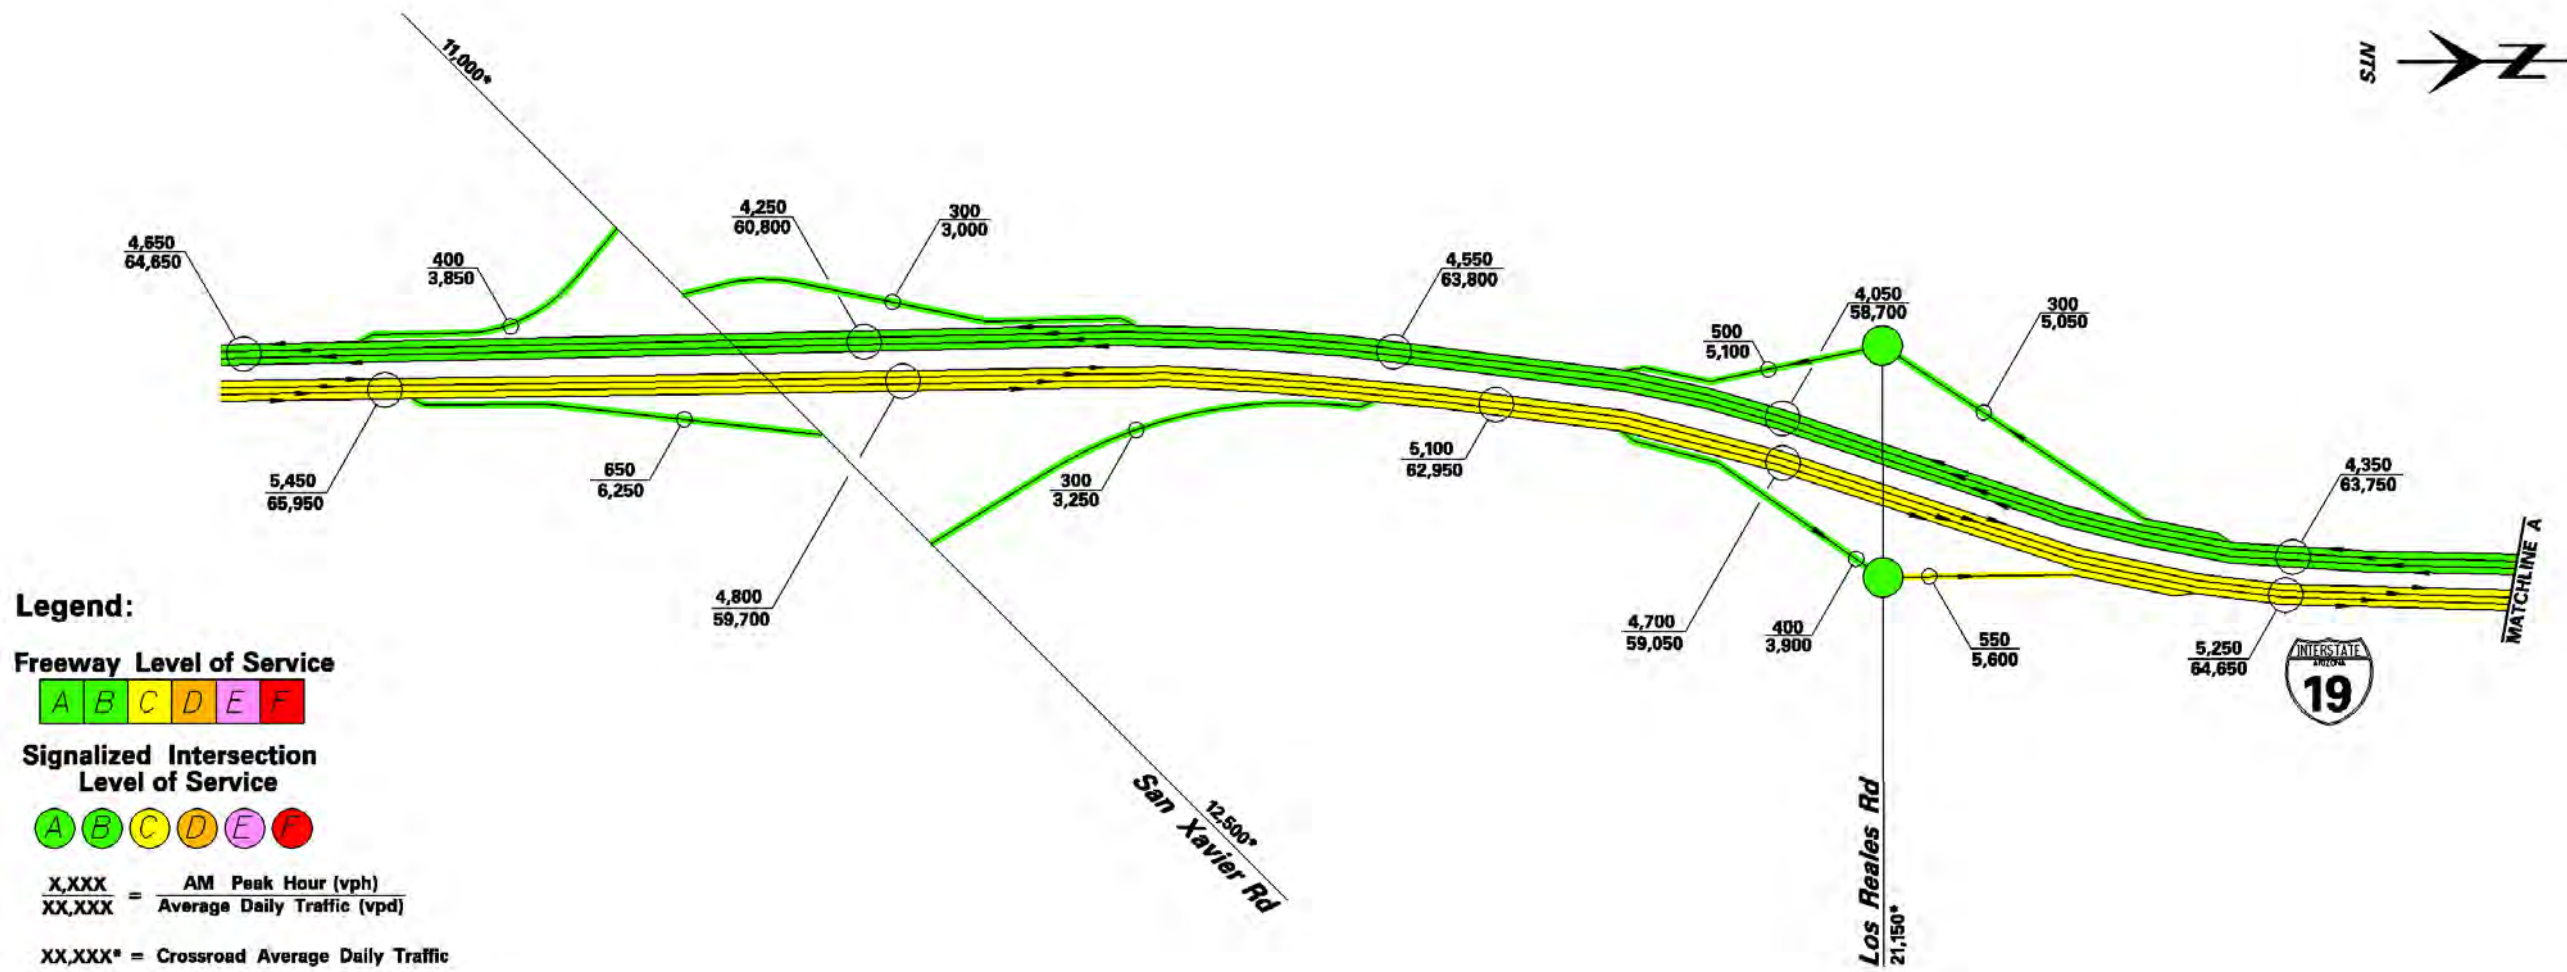 NTS
N
11,000*
4,650
64,650
400
3,850
4,250
60,800
300
3,000
4,550
63,800
500
5,100
4,050
58,700
300
5,050
4,350
63,750
5,450
65,950
650
6,250
4,800
59,700
300
3,250
5,100
62,950
4,700
59,050
400
3,900
550
5,600
5,250
64,650
MATCHLINE A
INTERSTATE
ARIZONA
19
San Xavier Rd
12,500*
Los Reales Rd
21,150*
Legend:
Freeway Level of Service
A B C D E F
Signalized Intersection
Level of Service
A B C D E F
X,XXX
XX,XXX
=
AM Peak Hour (vph)
Average Daily Traffic (vpd)
XX,XXX* = Crossroad Average Daily Traffic